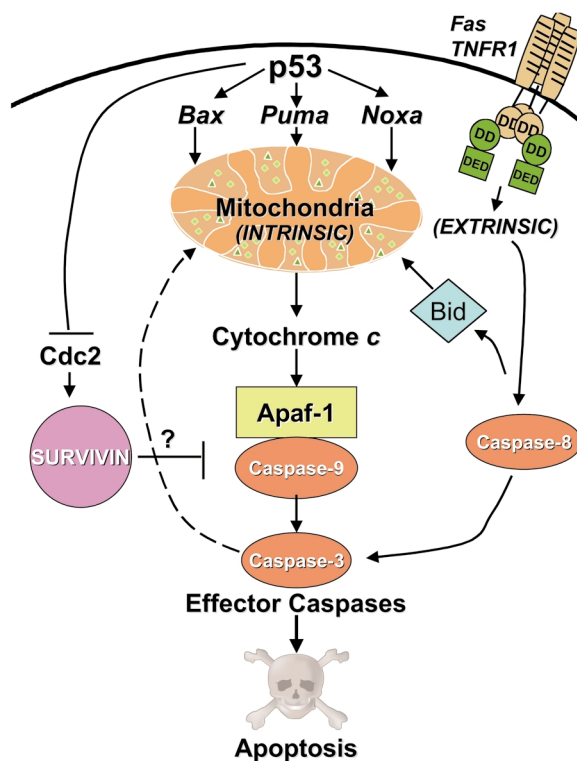 Fas
TNFR1
p53
Bax
Puma
Noxa
DD
DD
DD
DD
DED
DED
Mitochondria
(INTRINSIC)
(EXTRINSIC)
Bid
Cytochrome c
Cdc2
Apaf-1
?
SURVIVIN
Caspase-9
Caspase-8
Caspase-3
Effector Caspases
Apoptosis